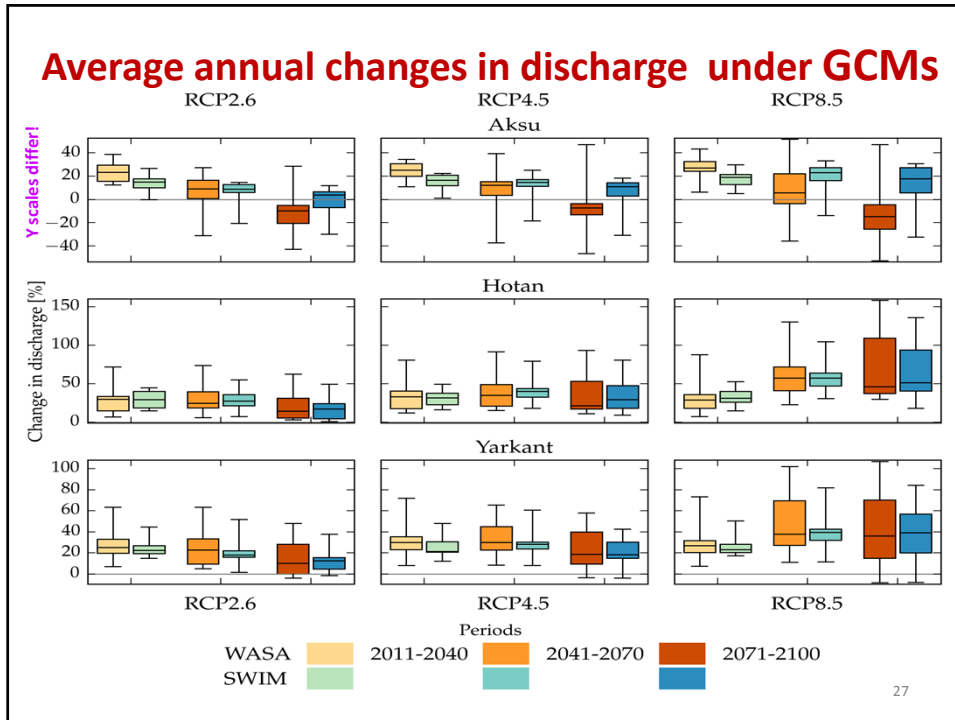 Average annual changes in discharge under GCMs
RCP2.6 RCP4.5 RCP8.5
Aksu
Y scales differ!
40
20
0
−20
−40
Hotan
Change in discharge [%]
150
100
50
0
Yarkant
100
80
60
40
20
0
RCP2.6 RCP4.5 RCP8.5
Periods
WASA 2011-2040 2041-2070 2071-2100
SWIM
27